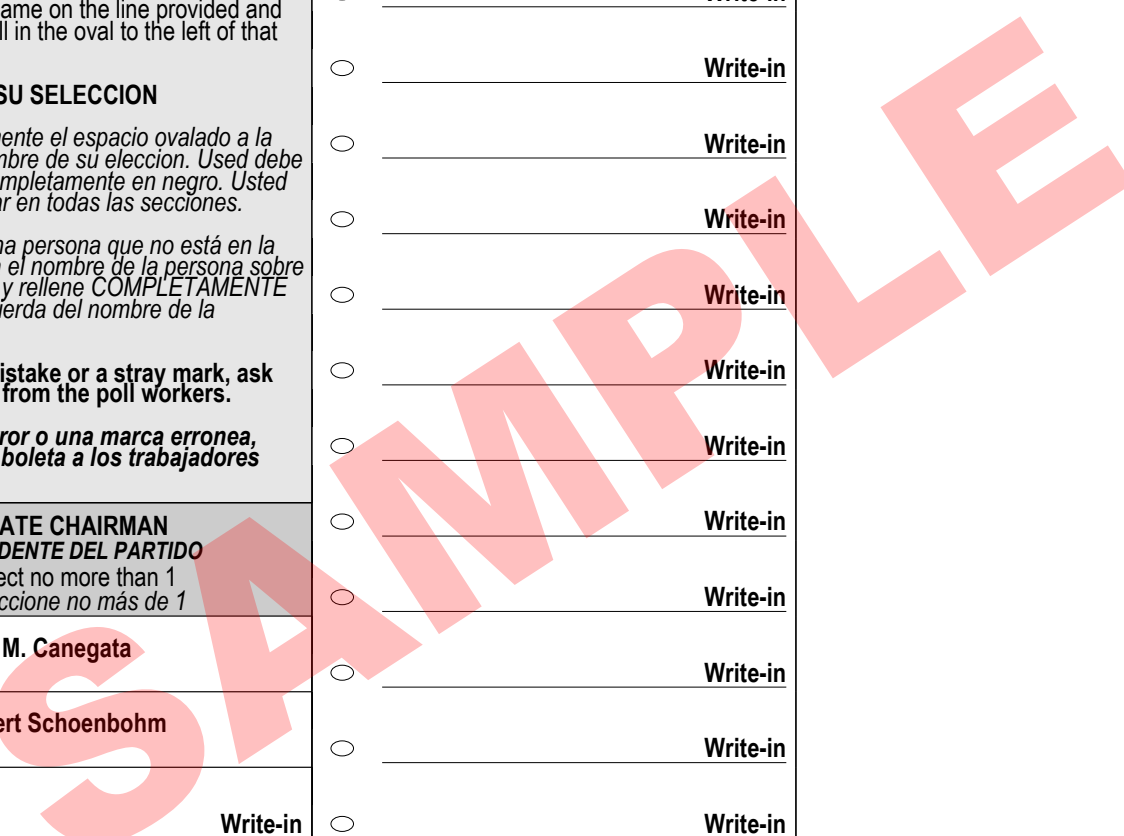 ame on the line provided and
ll in the oval to the left of that
SU SELECCION
ente el espacio ovalado a la
mbre de su eleccion. Used debe
ompletamente en negro. Usted
ar en todas las secciones.
na persona que no está en la
el nombre de la persona sobre
y rellene COMPLETAMENTE
ierda del nombre de la
istake or a stray mark, ask
from the poll workers.
ror o una marca erronea,
boleta a los trabajadores
ATE CHAIRMAN
DENTE DEL PARTIDO
ect no more than 1
ccione no más de 1
M. Canegata
ert Schoenbohm
Write-in
Write-in
Write-in
Write-in
Write-in
Write-in
Write-in
Write-in
Write-in
Write-in
Write-in
Write-in
Write-in
SAMPLE